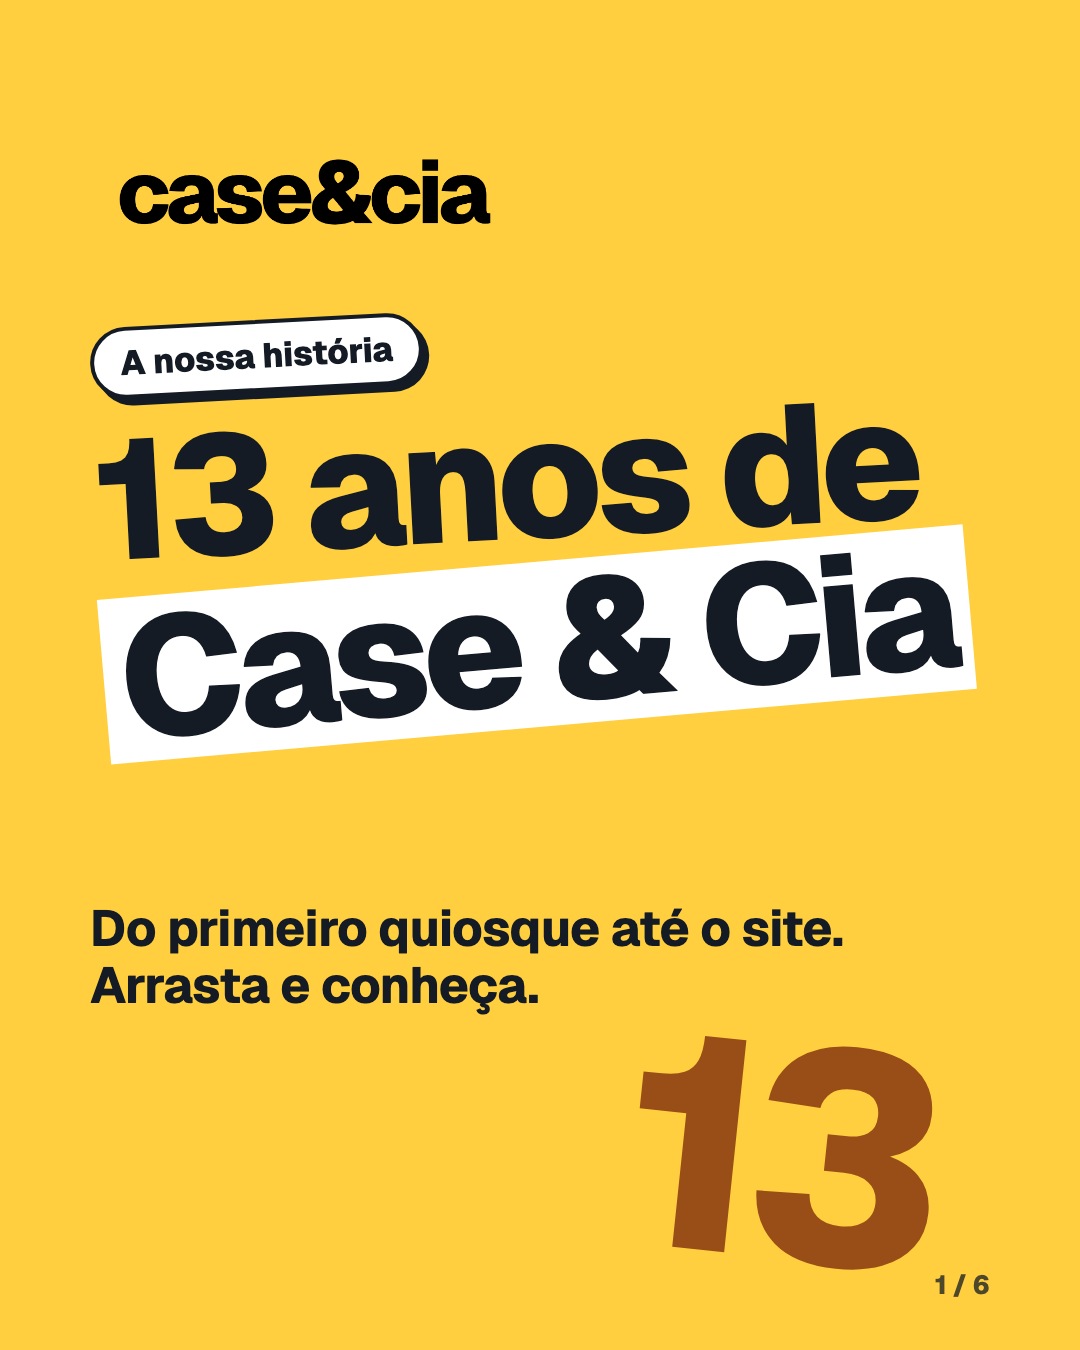 case&cia
A nossa história
13 anos de
Case & Cia
Do primeiro quiosque até o site.
Arrasta e conheça.
13
1 / 6